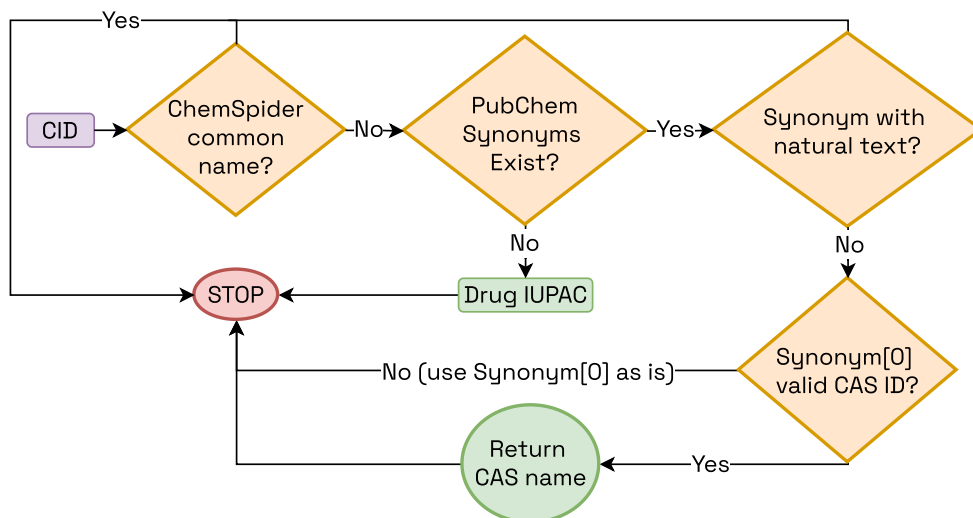 Yes
CID
ChemSpider
common
name?
No
PubChem
Synonyms
Exist?
Yes
Synonym with
natural text?
No
No
STOP
Drug IUPAC
Synonym[0]
valid CAS ID?
No (use Synonym[0] as is)
Return
CAS name
Yes